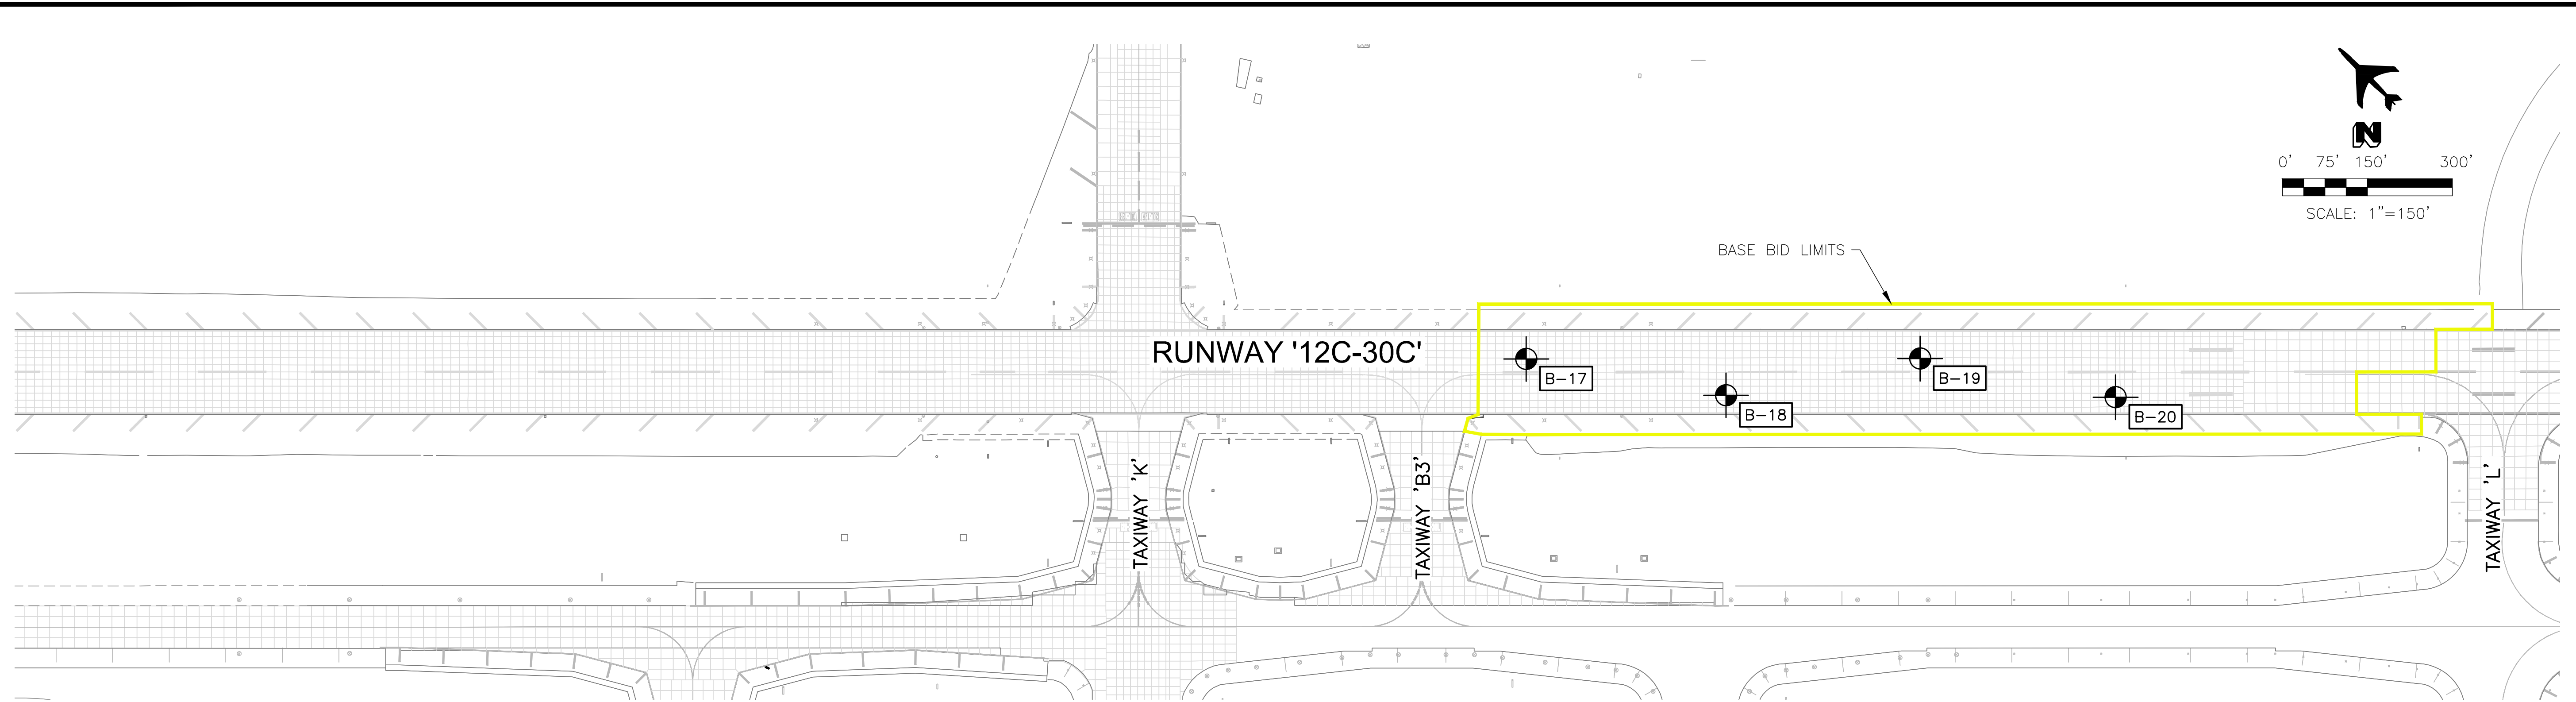 N
0' 75' 150' 300'
SCALE: 1"=150'
BASE BID LIMITS
RUNWAY '12C-30C'
B-17
B-19
B-18
B-20
TAXIWAY 'K'
TAXIWAY 'B3'
TAXIWAY 'L'